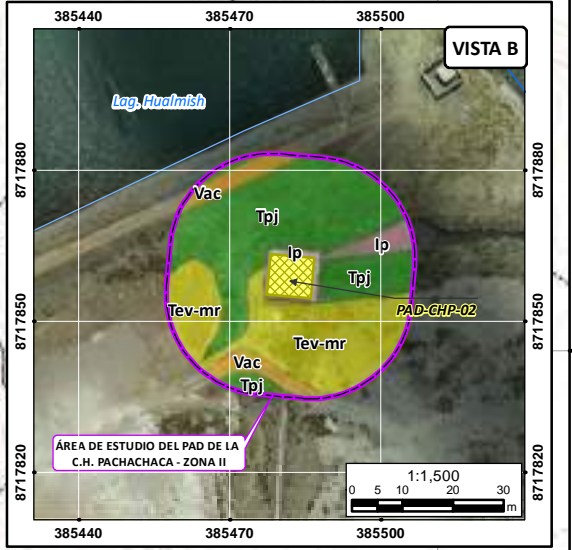 385440 385470 385500
VISTA B
Lag. Hualmish
8717880 8717880
Vac
Tpj
Ip
Ip
Tpj
PAD-CHP-02
Tev-mr
8717850 8717850
Tev-mr
Vac
Tpj
ÁREA DE ESTUDIO DEL PAD DE LA
C.H. PACHACHACA - ZONA II
1:1,500
0 5 10 20 30
m
8717820 8717820
385440 385470 385500